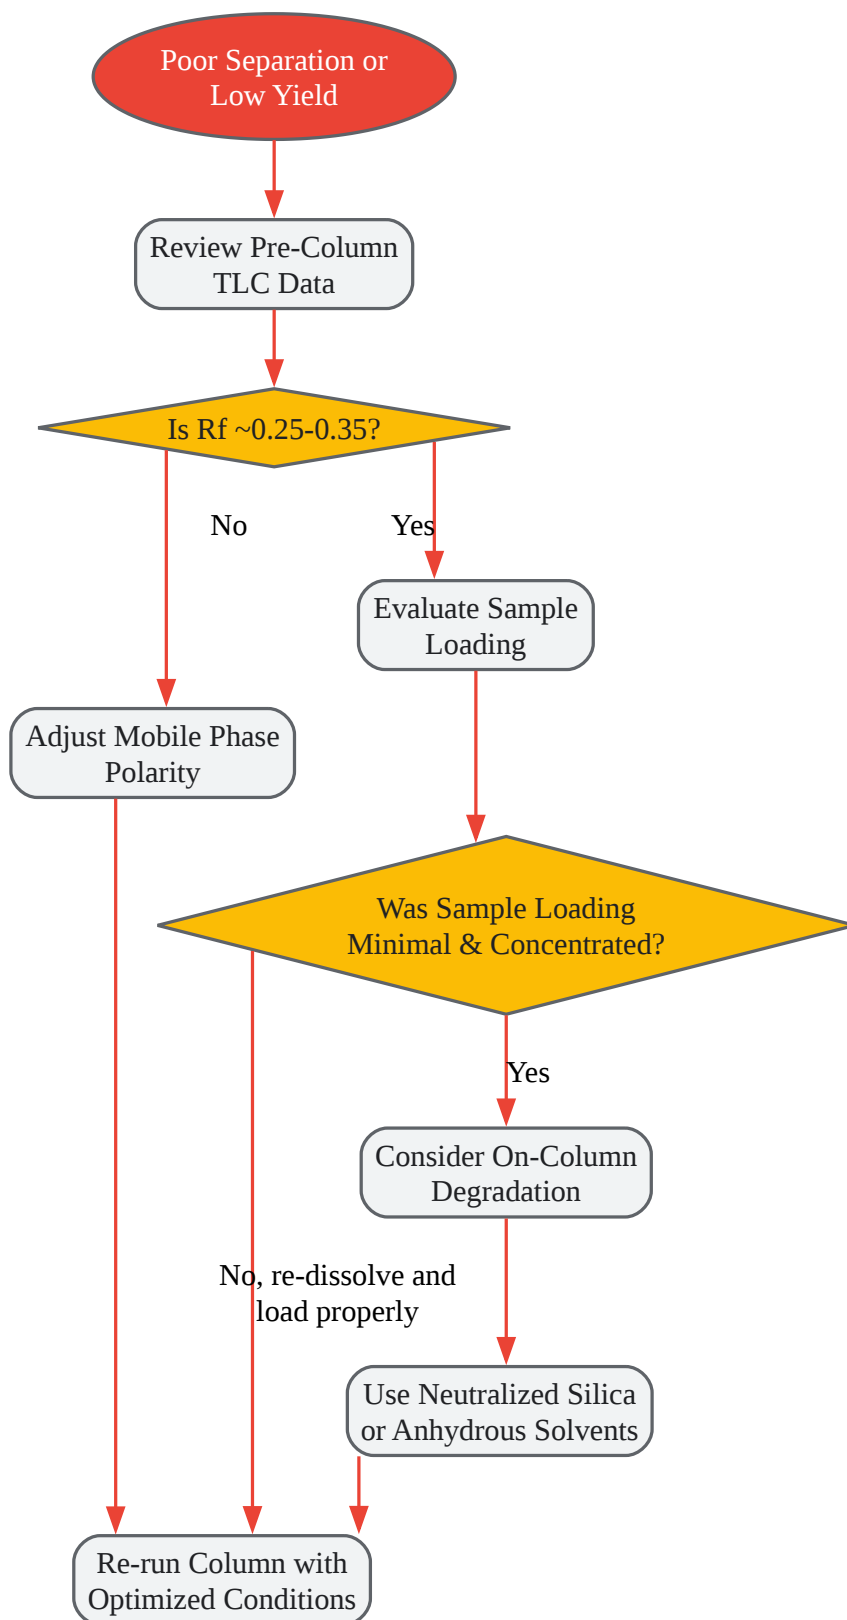 Poor Separation or
Low Yield
Review Pre-Column
TLC Data
Is Rf ~0.25-0.35?
No
Yes
Evaluate Sample
Loading
Adjust Mobile Phase
Polarity
Was Sample Loading
Minimal & Concentrated?
Yes
Consider On-Column
Degradation
No, re-dissolve and
load properly
Use Neutralized Silica
or Anhydrous Solvents
Re-run Column with
Optimized Conditions